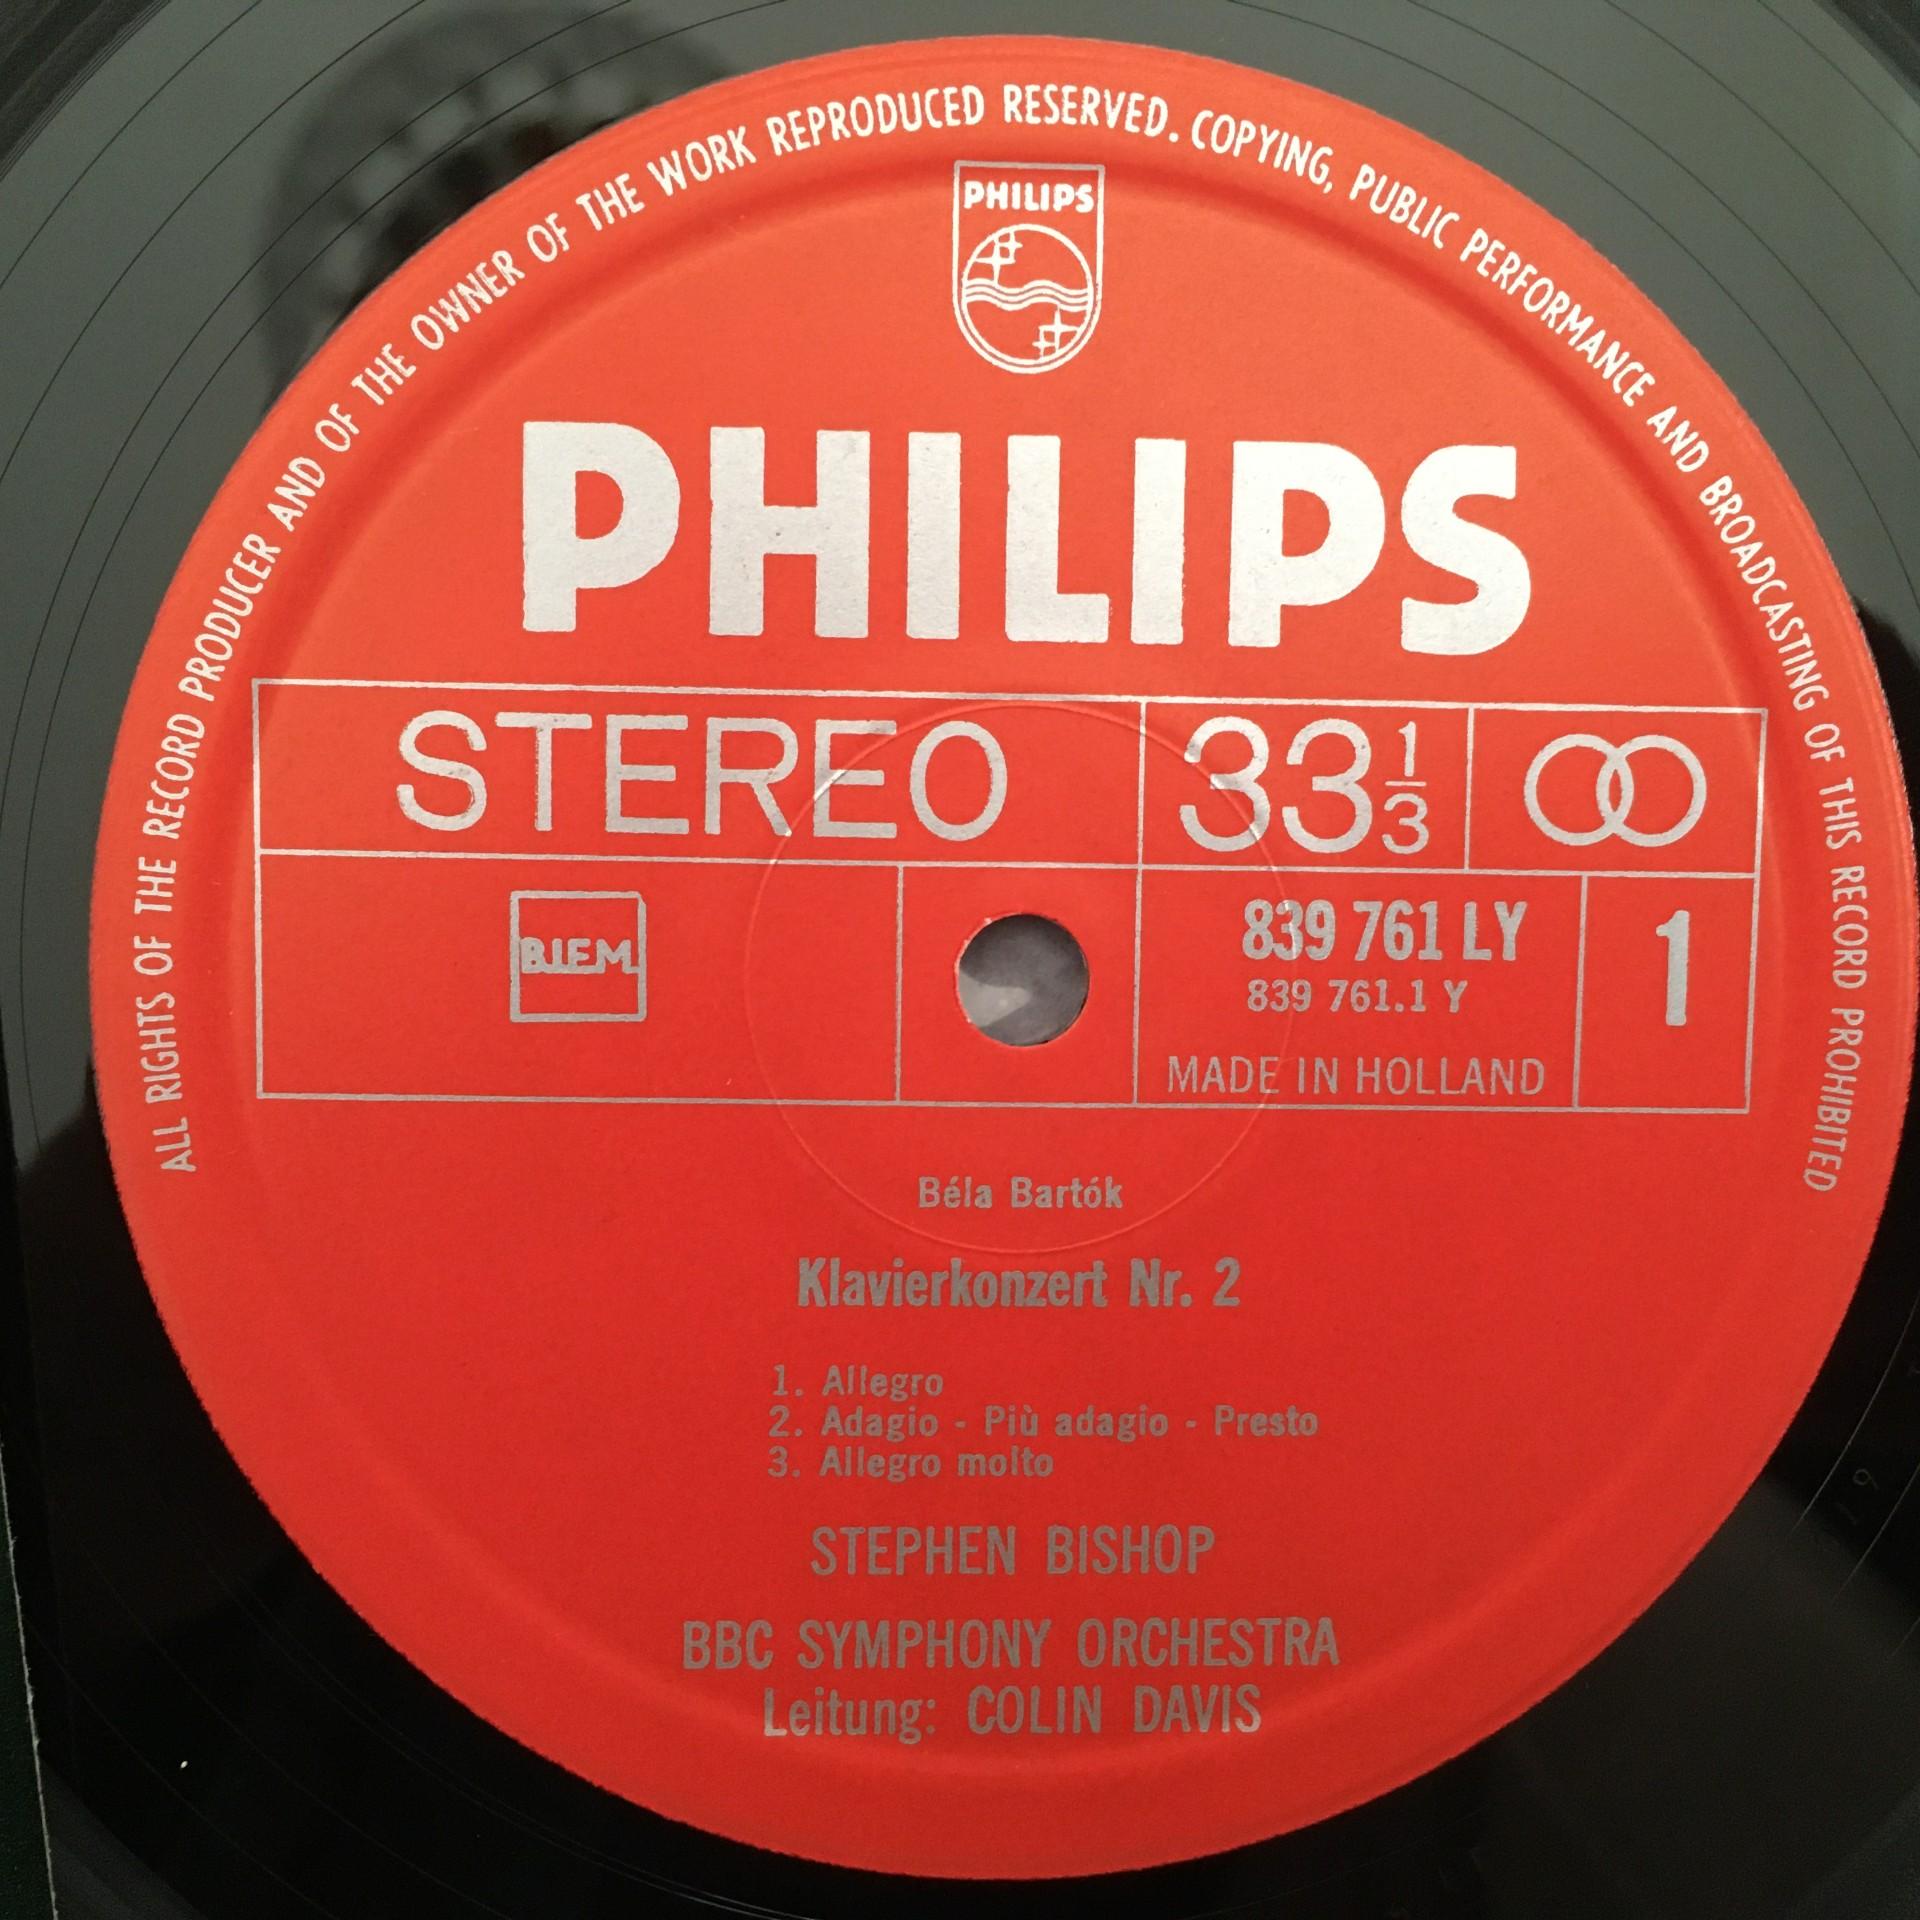 ALL RIGHTS OF THE RECORD PRODUCER AND OF THE OWNER OF THE WORK REPRODUCED RESERVED. COPYING, PUBLIC PERFORMANCE AND BROADCASTING OF THIS RECORD PROHIBITED
PHILIPS
PHILIPS
STEREO 33 1/3
B.I.E.M. 839 761 LY 1
839 761.1 Y
MADE IN HOLLAND
Béla Bartók
Klavierkonzert Nr. 2
1. Allegro
2. Adagio - Più adagio - Presto
3. Allegro molto
STEPHEN BISHOP
BBC SYMPHONY ORCHESTRA
Leitung: COLIN DAVIS